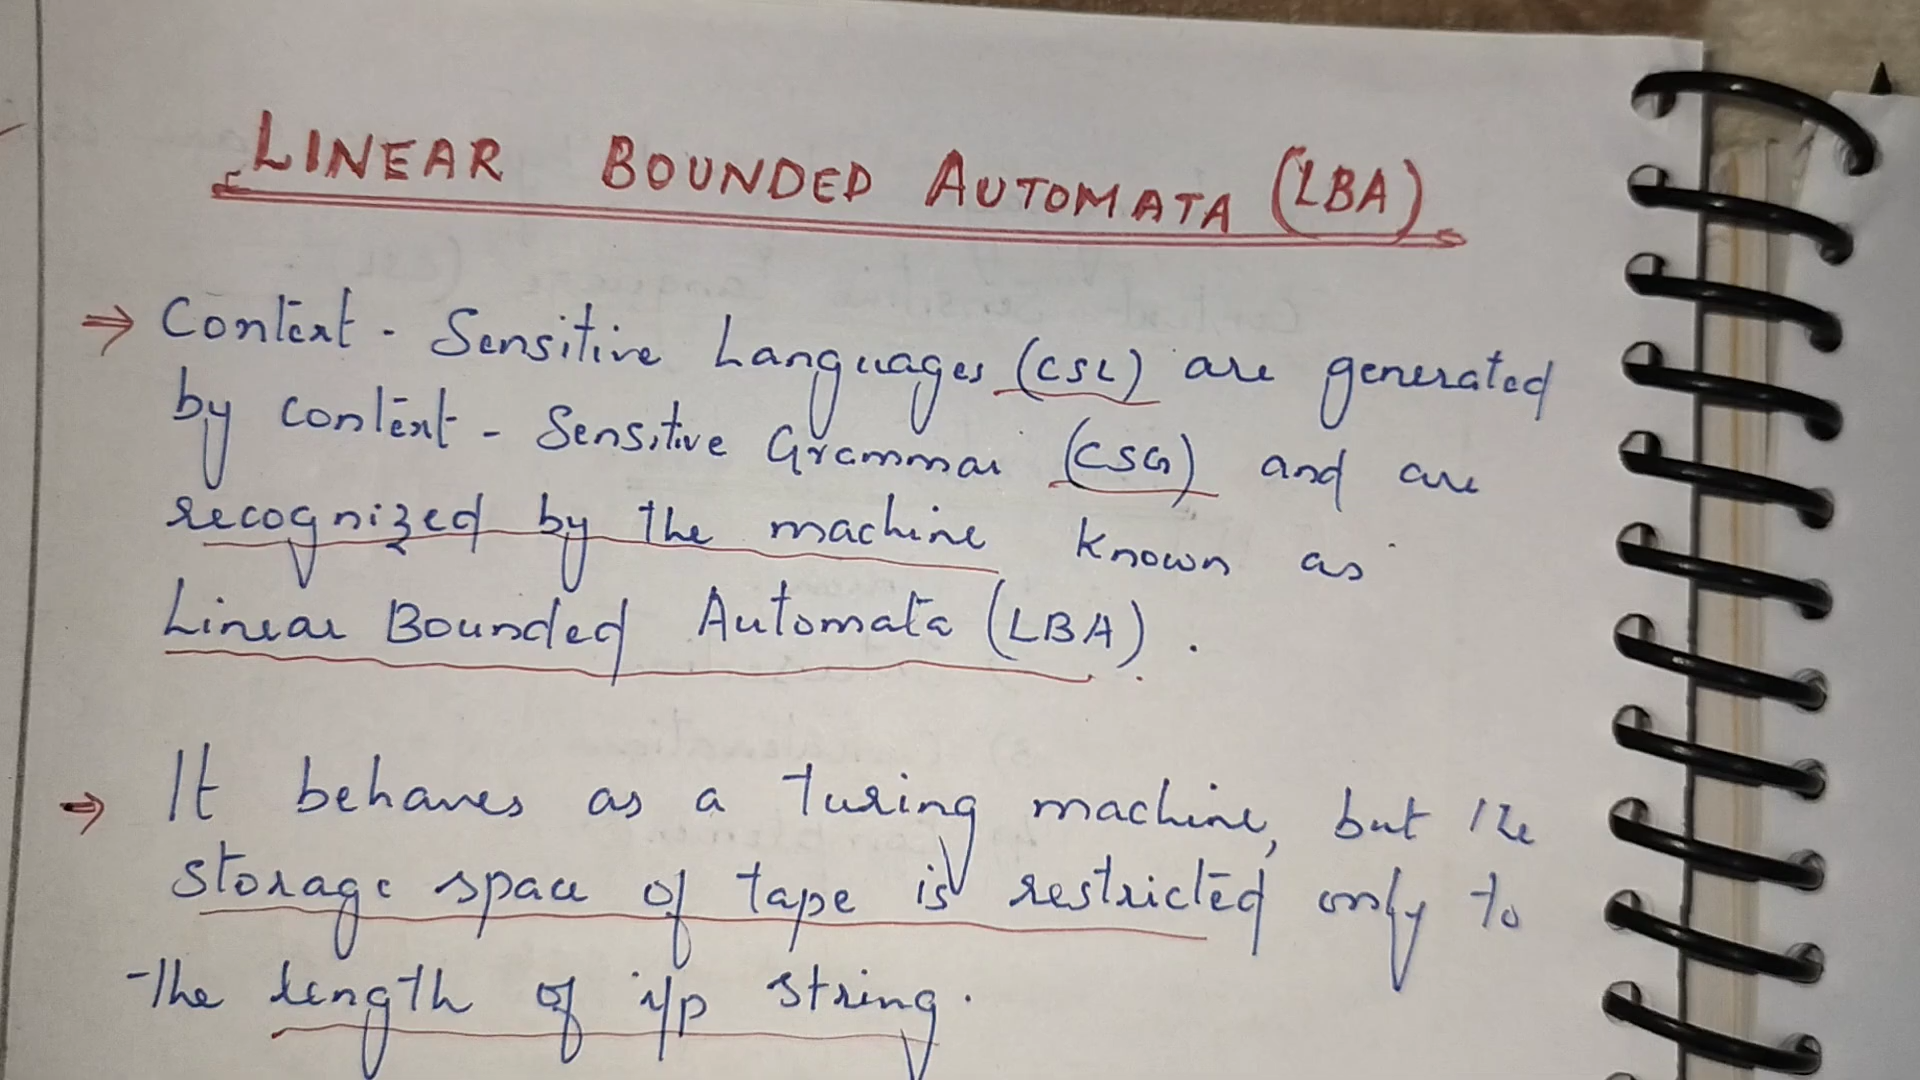 LINEAR BOUNDED AUTOMATA (LBA)
⇒ Context - Sensitive Languages (CSL) are generated
by context - Sensitive Grammar (CSG) and are
recognized by the machine known as
Linear Bounded Automata (LBA).
⇒ It behaves as a turing machine, but the
storage space of tape is restricted only to
the length of i/p string.